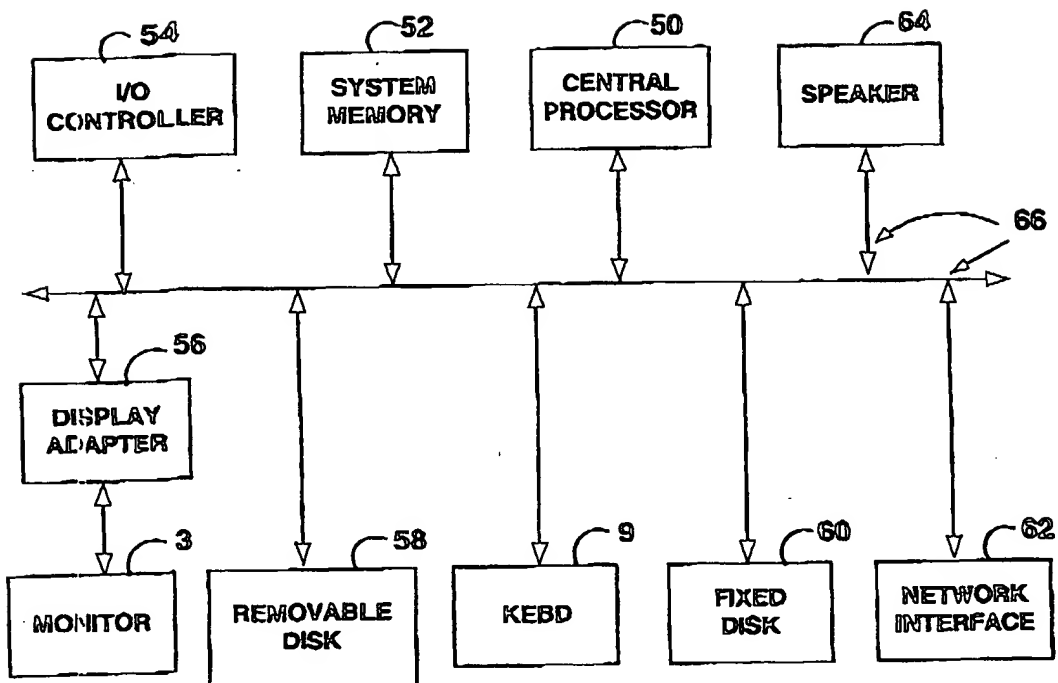 54
I/O
CONTROLLER
52
SYSTEM
MEMORY
50
CENTRAL
PROCESSOR
64
SPEAKER
66
56
DISPLAY
ADAPTER
3
MONITOR
58
REMOVABLE
DISK
9
KEBD
60
FIXED
DISK
62
NETWORK
INTERFACE